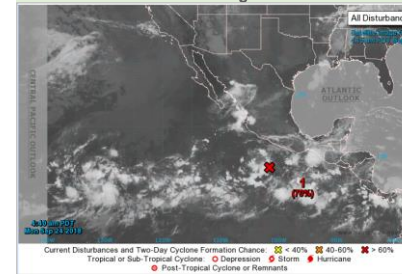 All Disturbanc
CENTRAL PACIFIC OUTLOOK
ATLANTIC
OUTLOOK
1
(70%)
Current Disturbances and Two-Day Cyclone Formation Chance: < 40% 40-60% > 60%
Tropical or Sub-Tropical Cyclone: Depression Storm Hurricane
Post-Tropical Cyclone or Remnants